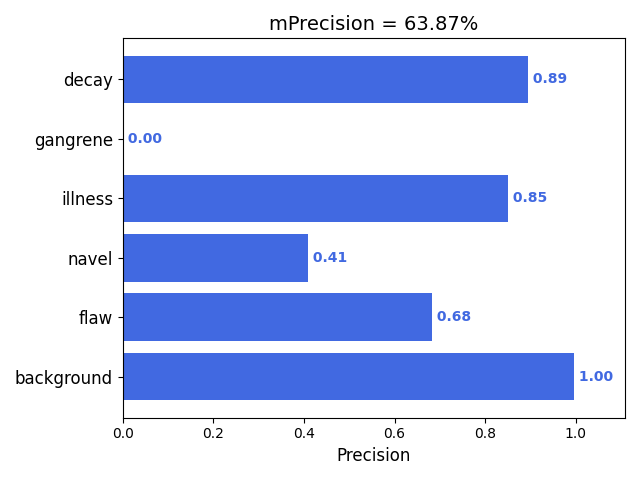 mPrecision = 63.87%
decay 0.89
gangrene 0.00
illness 0.85
navel 0.41
flaw 0.68
background 1.00
0.0 0.2 0.4 0.6 0.8 1.0
Precision